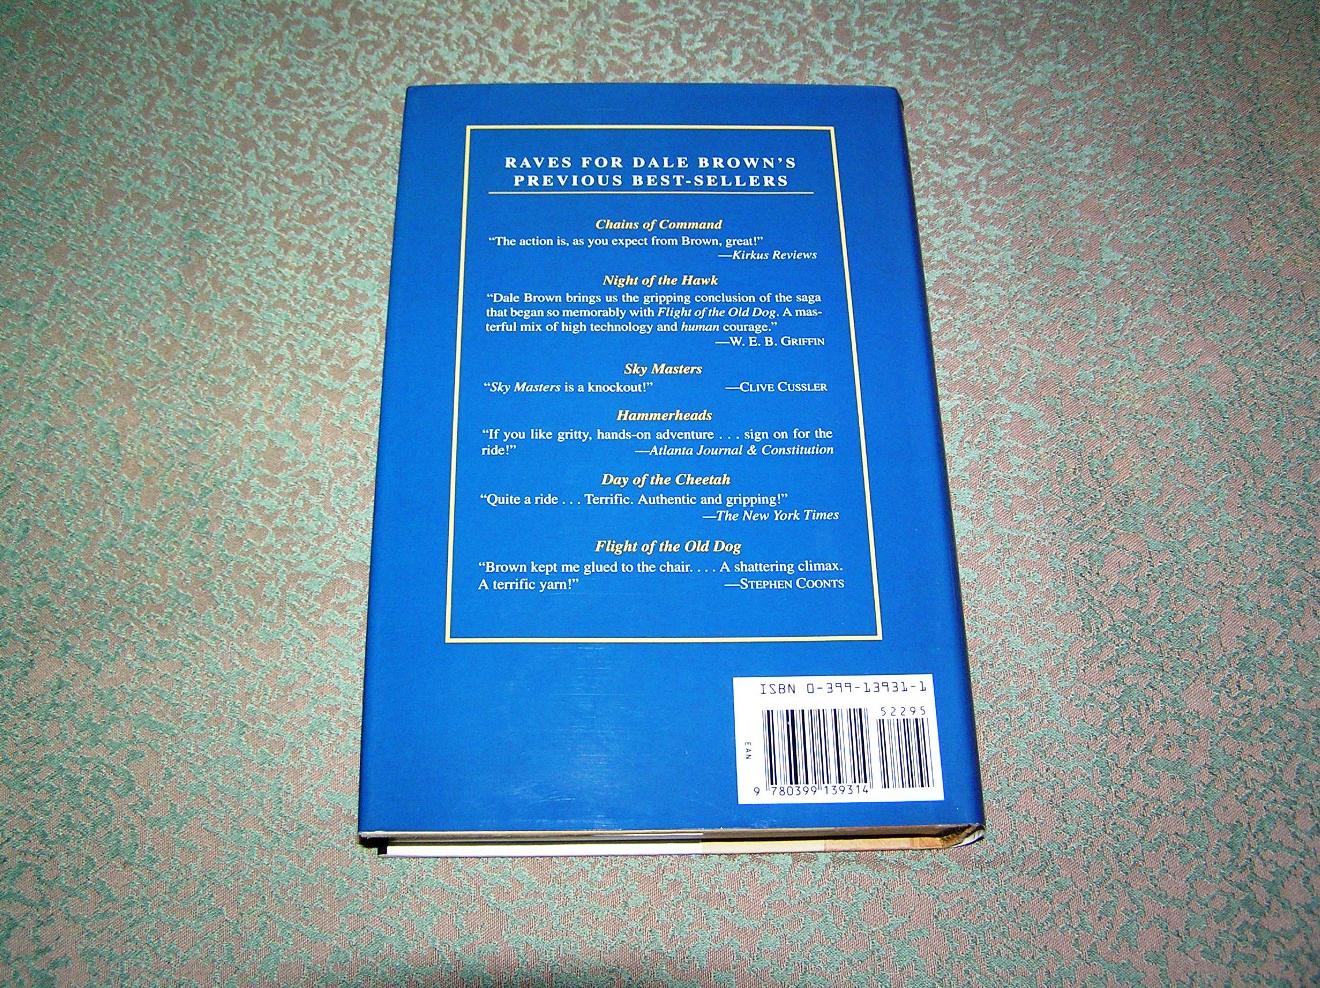 RAVES FOR DALE BROWN'S
PREVIOUS BEST-SELLERS
Chains of Command
“The action is, as you expect from Brown, great!”
—Kirkus Reviews
Night of the Hawk
“Dale Brown brings us the gripping conclusion of the saga
that began so memorably with Flight of the Old Dog. A mas-
terful mix of high technology and human courage.”
—W. E. B. GRIFFIN
Sky Masters
“Sky Masters is a knockout!” —CLIVE CUSSLER
Hammerheads
“If you like gritty, hands-on adventure . . . sign on for the
ride!” —Atlanta Journal & Constitution
Day of the Cheetah
“Quite a ride . . . Terrific. Authentic and gripping!”
—The New York Times
Flight of the Old Dog
“Brown kept me glued to the chair. . . . A shattering climax.
A terrific yarn!” —STEPHEN COONTS
ISBN 0-399-13931-1
52295
EAN
9 780399 139314